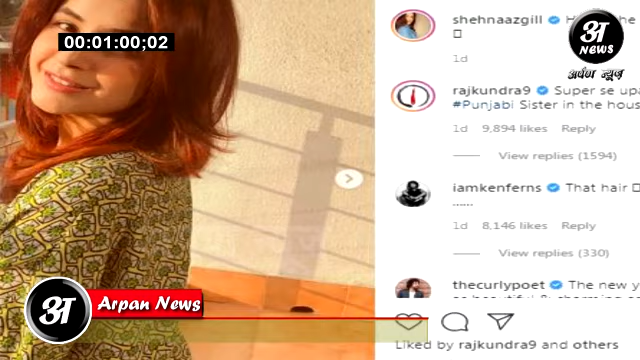 00:01:00;02
shehnaazgill
1d
अ
NEWS
अर्पण न्यूज़
rajkundra9 Super se upa
#Punjabi Sister in the hous
1d 9,894 likes Reply
View replies (1594)
iamkenferns That hair
......
1d 8,146 likes Reply
View replies (330)
thecurlypoet The new y
अ Arpan News
Liked by rajkundra9 and others